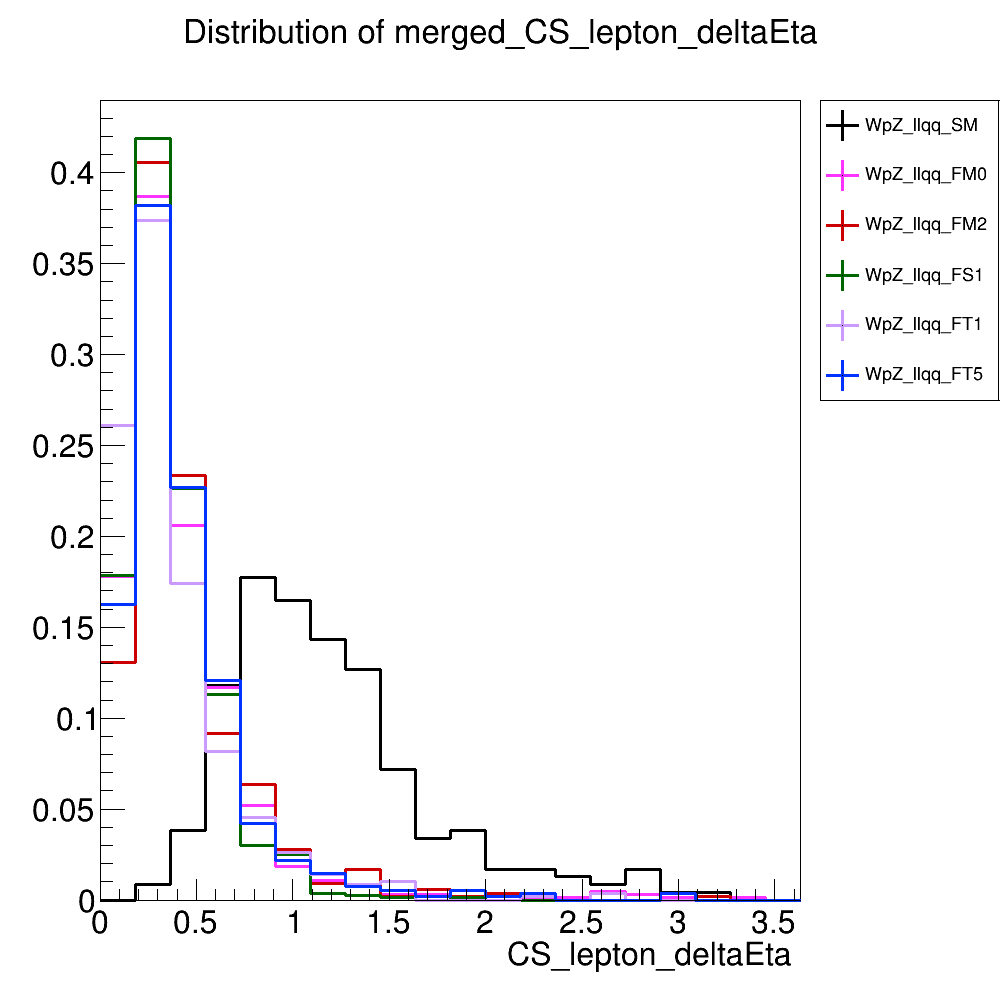 Distribution of merged_CS_lepton_deltaEta
WpZ_llqq_SM
WpZ_llqq_FM0
WpZ_llqq_FM2
WpZ_llqq_FS1
WpZ_llqq_FT1
WpZ_llqq_FT5
0.4
0.35
0.3
0.25
0.2
0.15
0.1
0.05
0
0 0.5 1 1.5 2 2.5 3 3.5
CS_lepton_deltaEta